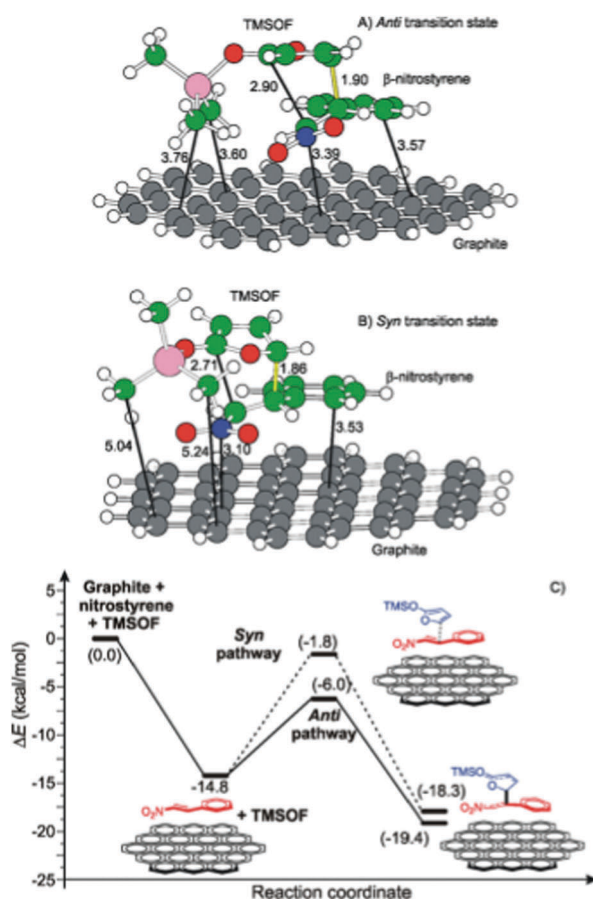 TMSOF
A) Anti transition state
β-nitrostyrene
1.90
2.90
3.76
3.60
3.39
3.57
Graphite
TMSOF
B) Syn transition state
β-nitrostyrene
2.71
1.86
5.04
5.24
3.10
3.53
Graphite
C)
5
0
-5
-10
-15
-20
-25
ΔE (kcal/mol)
Graphite +
nitrostyrene
+ TMSOF
(0.0)
Syn
pathway
(-1.8)
(-6.0)
Anti
pathway
-14.8
O₂N
+ TMSOF
(-18.3)
(-19.4)
TMSO
O
O₂N
TMSO
O
O₂N
Reaction coordinate